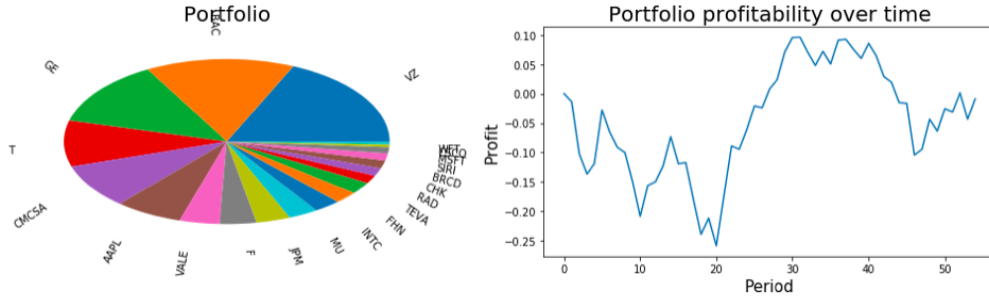 Portfolio
BAC
VZ
T
CMCSA
AAPL
VALE
F
JPM
MU
INTC
FHN
TEVA
RAD
CHK
BRCD
SIRI
MSFT
WFT
Portfolio profitability over time
Profit
0.10
0.05
0.00
−0.05
−0.10
−0.15
−0.20
−0.25
0 10 20 30 40 50
Period